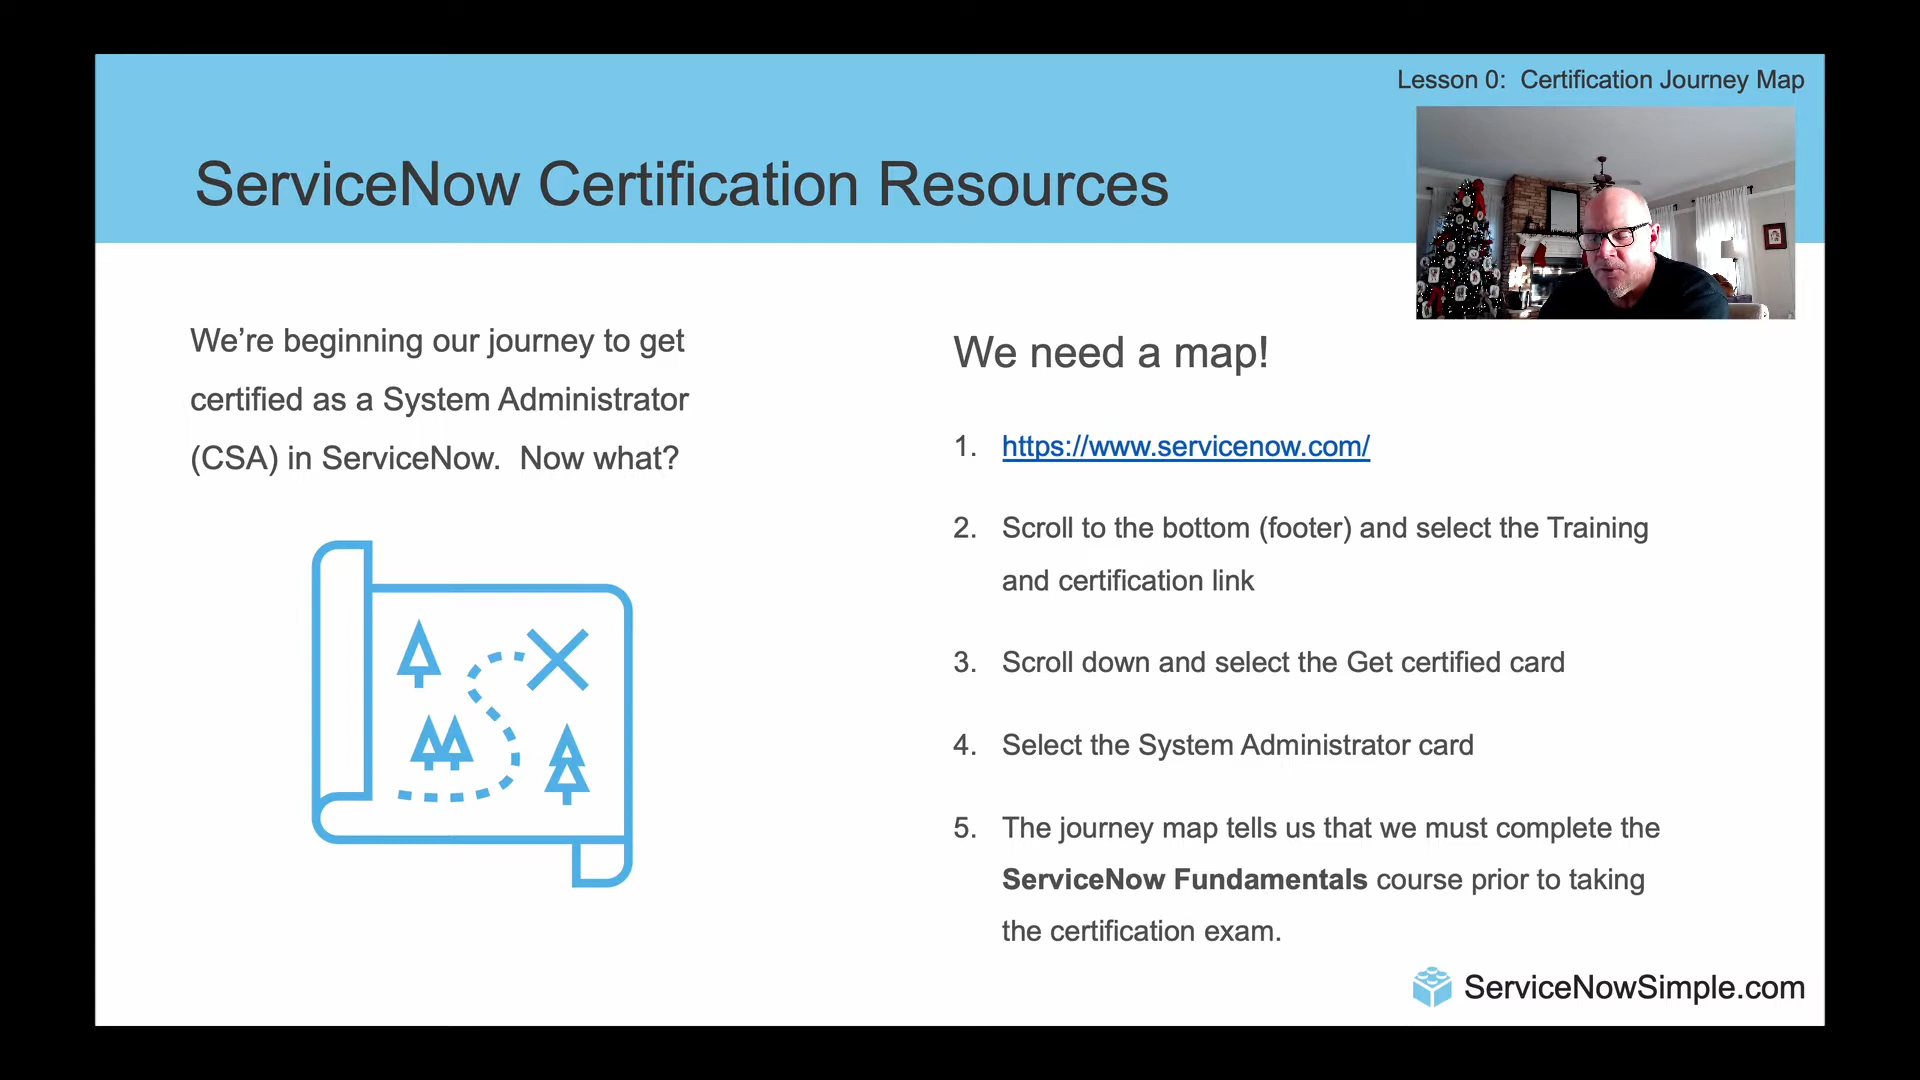 Lesson 0:  Certification Journey Map
ServiceNow Certification Resources
We’re beginning our journey to get
certified as a System Administrator
(CSA) in ServiceNow.  Now what?
We need a map!
1. https://www.servicenow.com/
2. Scroll to the bottom (footer) and select the Training
and certification link
3. Scroll down and select the Get certified card
4. Select the System Administrator card
5. The journey map tells us that we must complete the
ServiceNow Fundamentals course prior to taking
the certification exam.
ServiceNowSimple.com